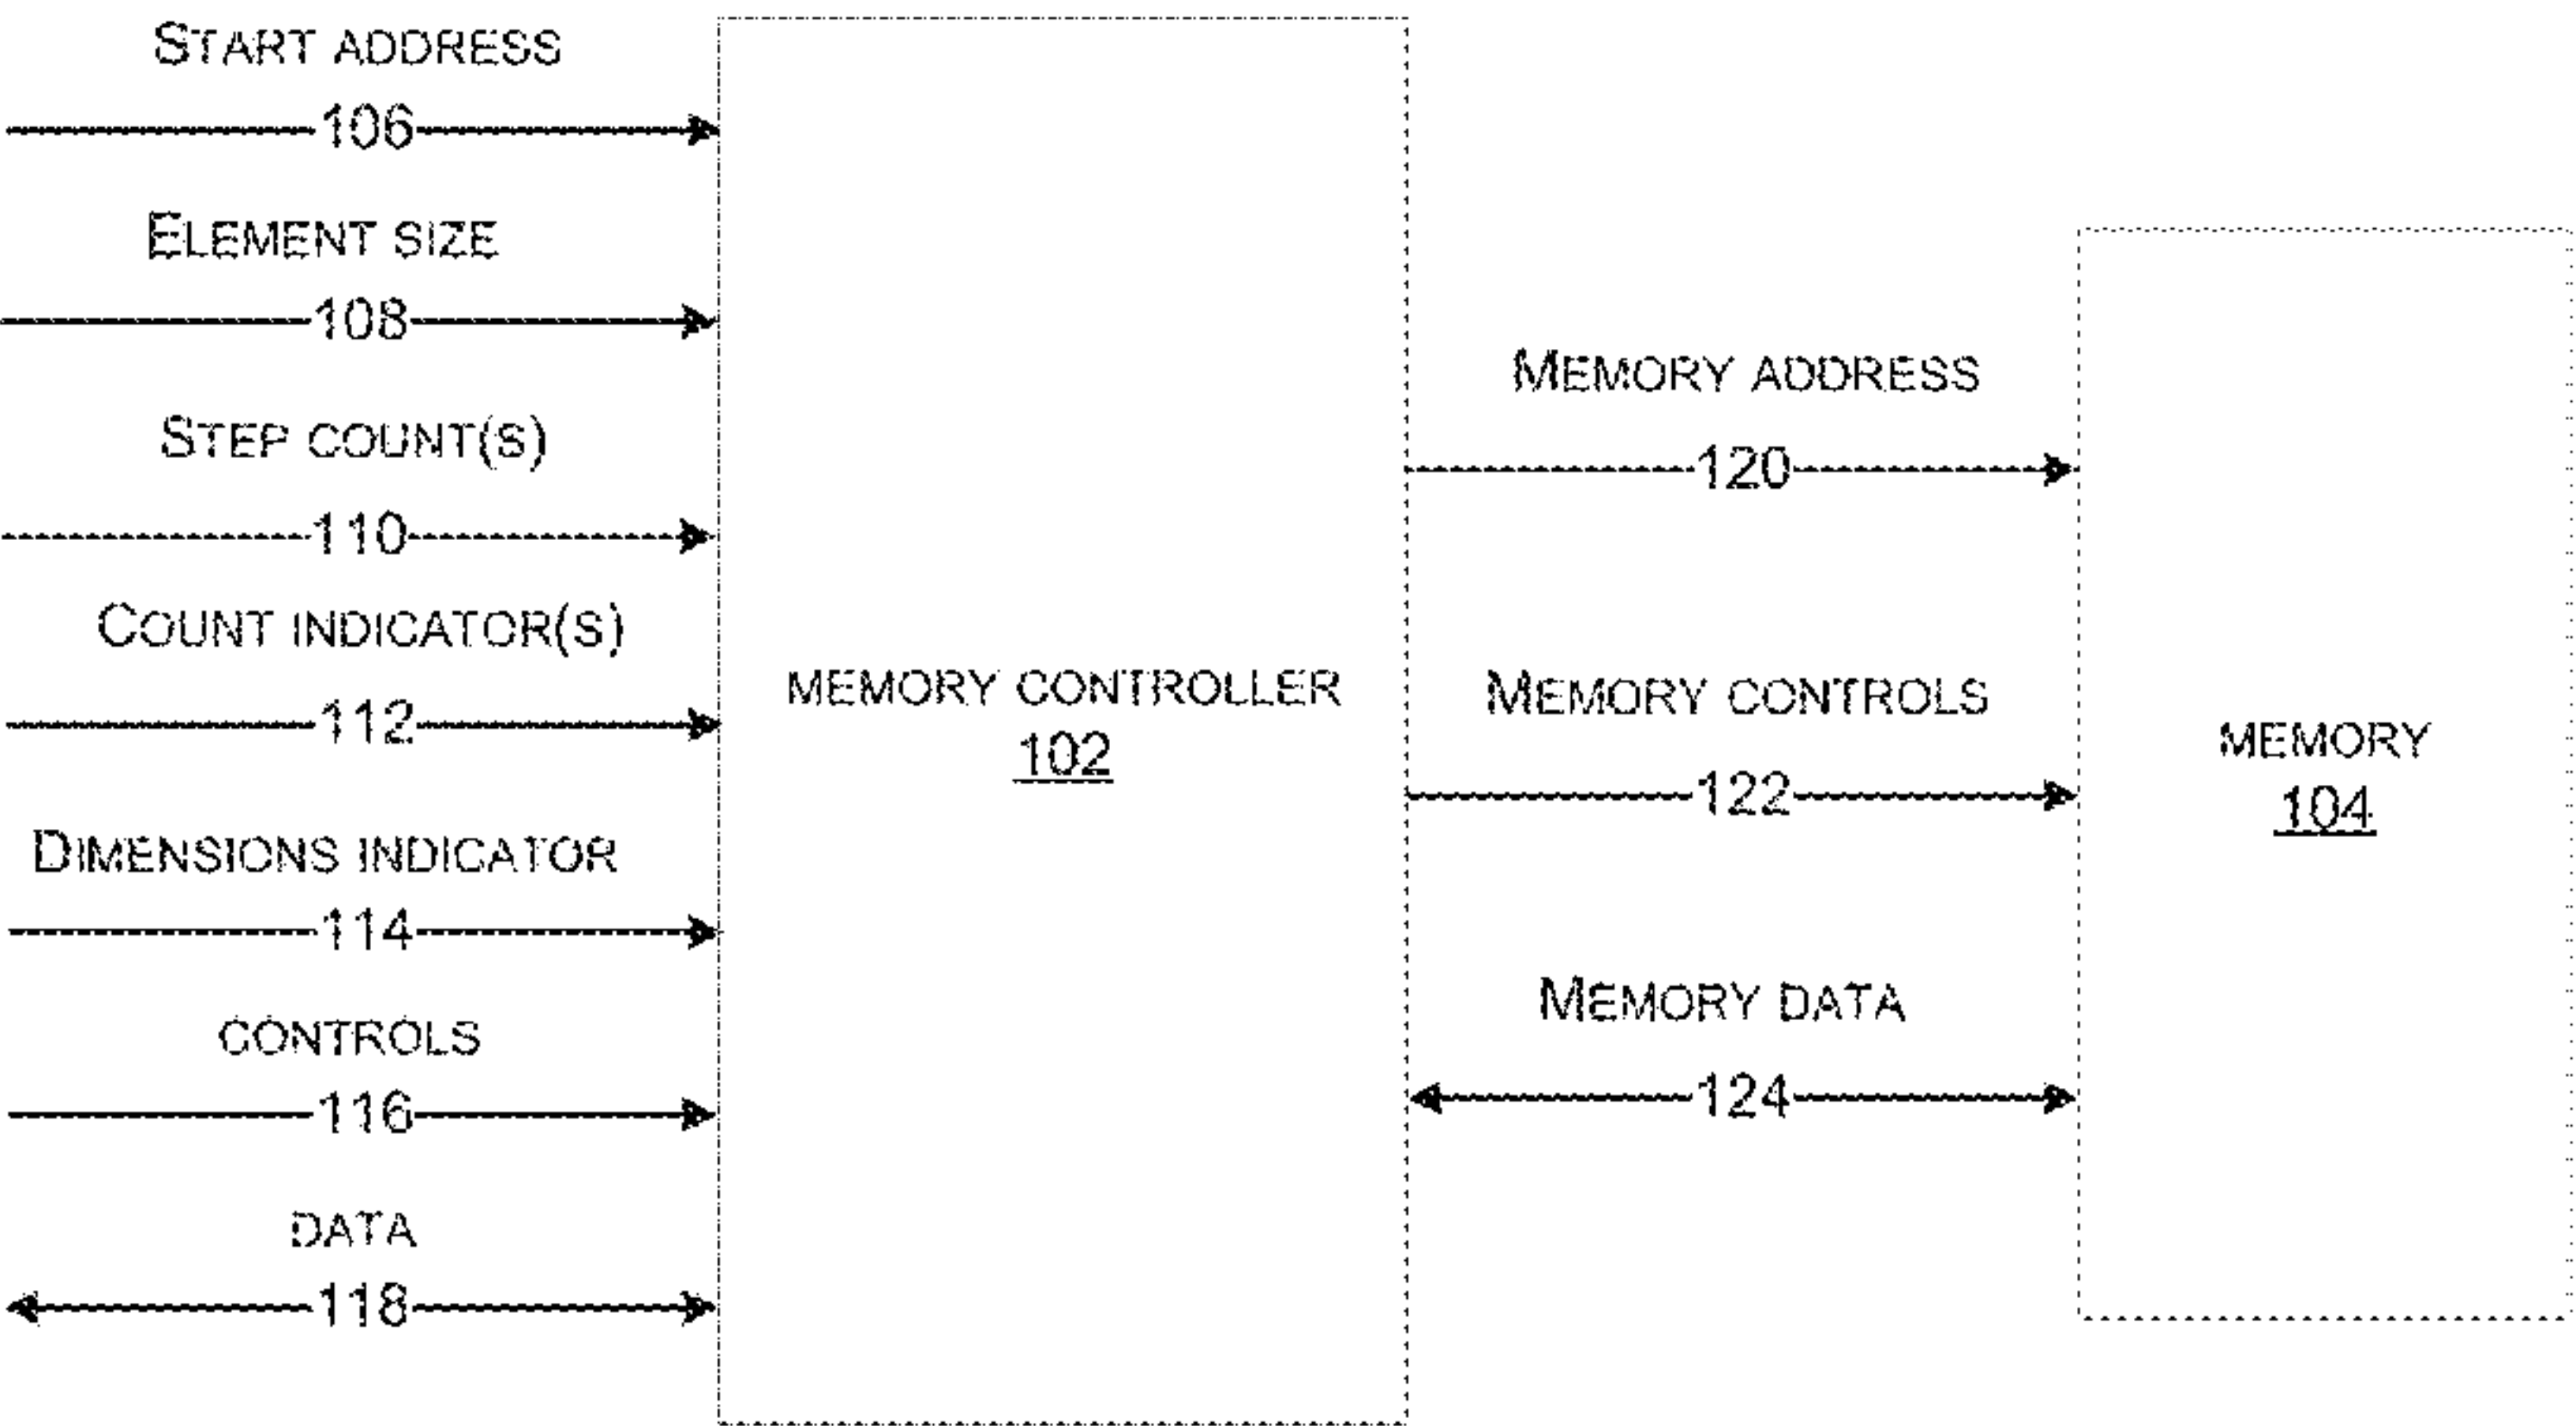 START ADDRESS
106
ELEMENT SIZE
108
STEP COUNT(S)
110
COUNT INDICATOR(S)
112
DIMENSIONS INDICATOR
114
CONTROLS
116
DATA
118
MEMORY CONTROLLER
102
MEMORY ADDRESS
120
MEMORY CONTROLS
122
MEMORY DATA
124
MEMORY
104